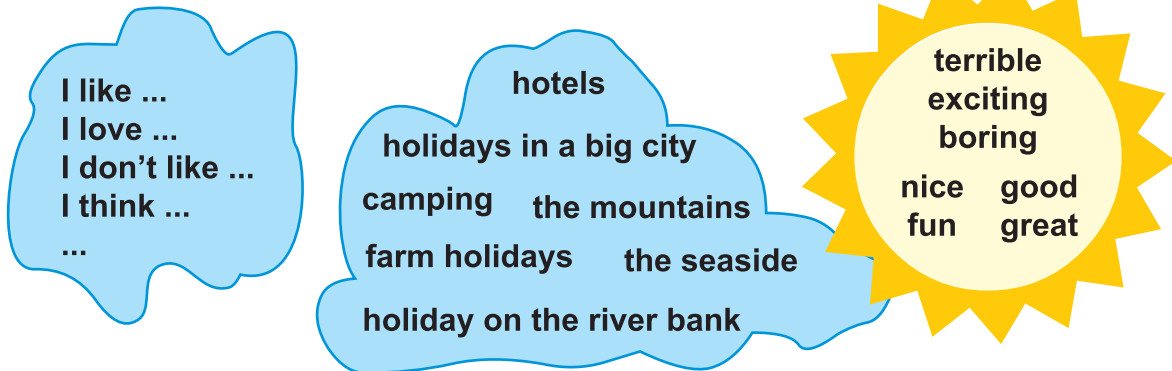 I like ...
I love ...
I don’t like ...
I think ...
...
hotels
holidays in a big city
camping the mountains
farm holidays the seaside
holiday on the river bank
terrible
exciting
boring
nice good
fun great